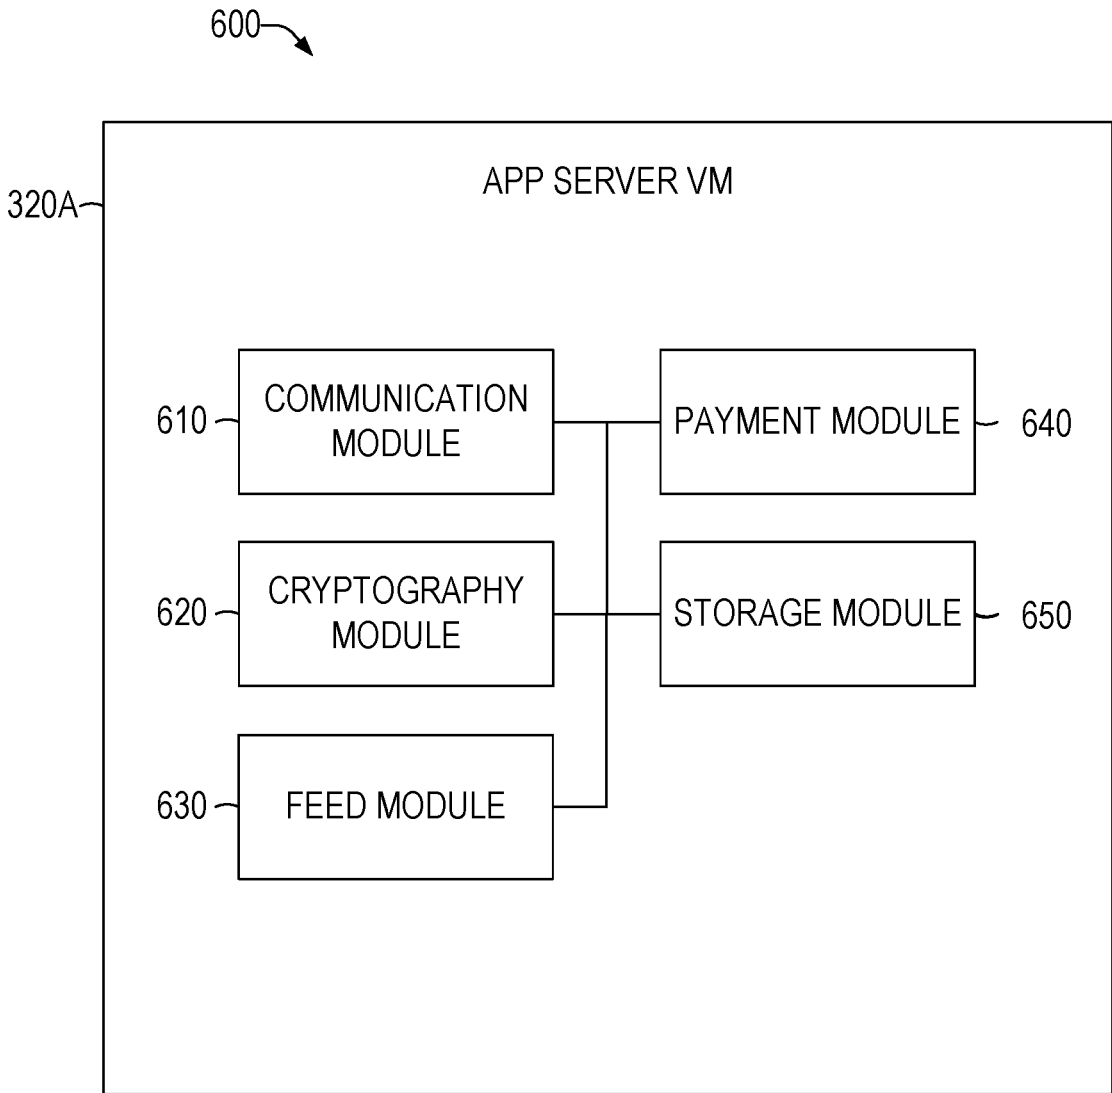 600
APP SERVER VM
320A
COMMUNICATION
MODULE
610
PAYMENT MODULE
640
CRYPTOGRAPHY
MODULE
620
STORAGE MODULE
650
FEED MODULE
630